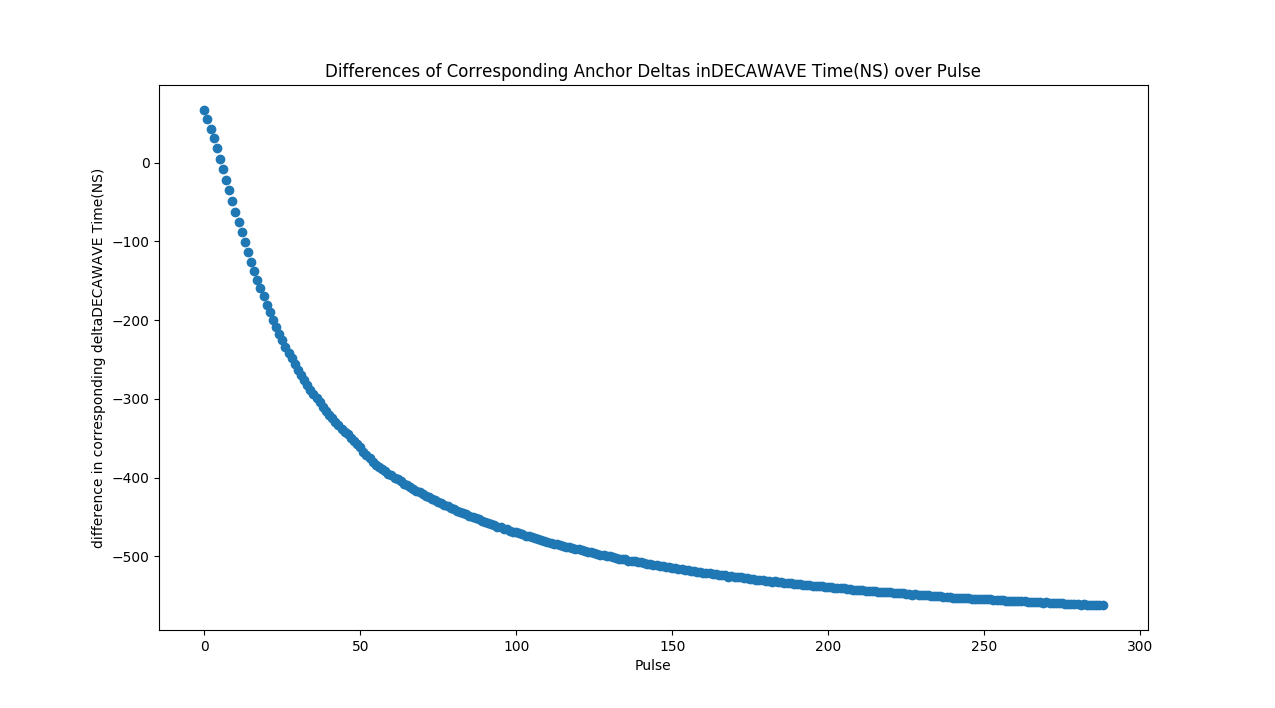 Differences of Corresponding Anchor Deltas inDECAWAVE Time(NS) over Pulse
difference in corresponding deltaDECAWAVE Time(NS)
0
−100
−200
−300
−400
−500
0 50 100 150 200 250 300
Pulse